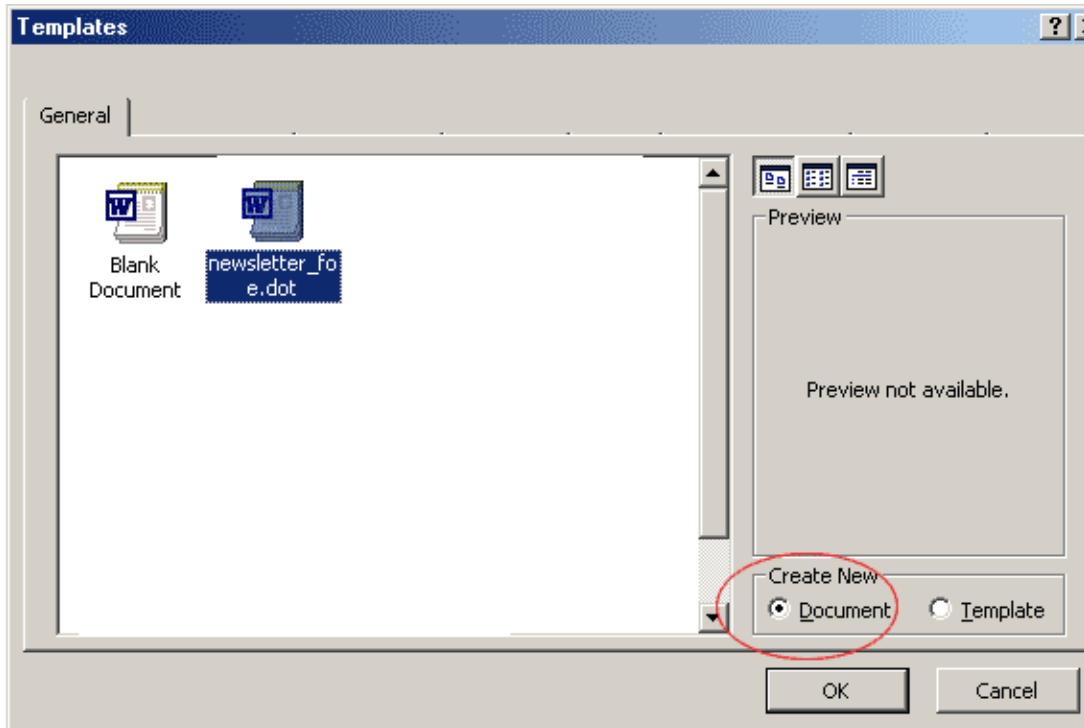 Templates
General
Blank
Document
newsletter_fo
e.dot
Preview
Preview not available.
Create New
Document
Template
OK
Cancel